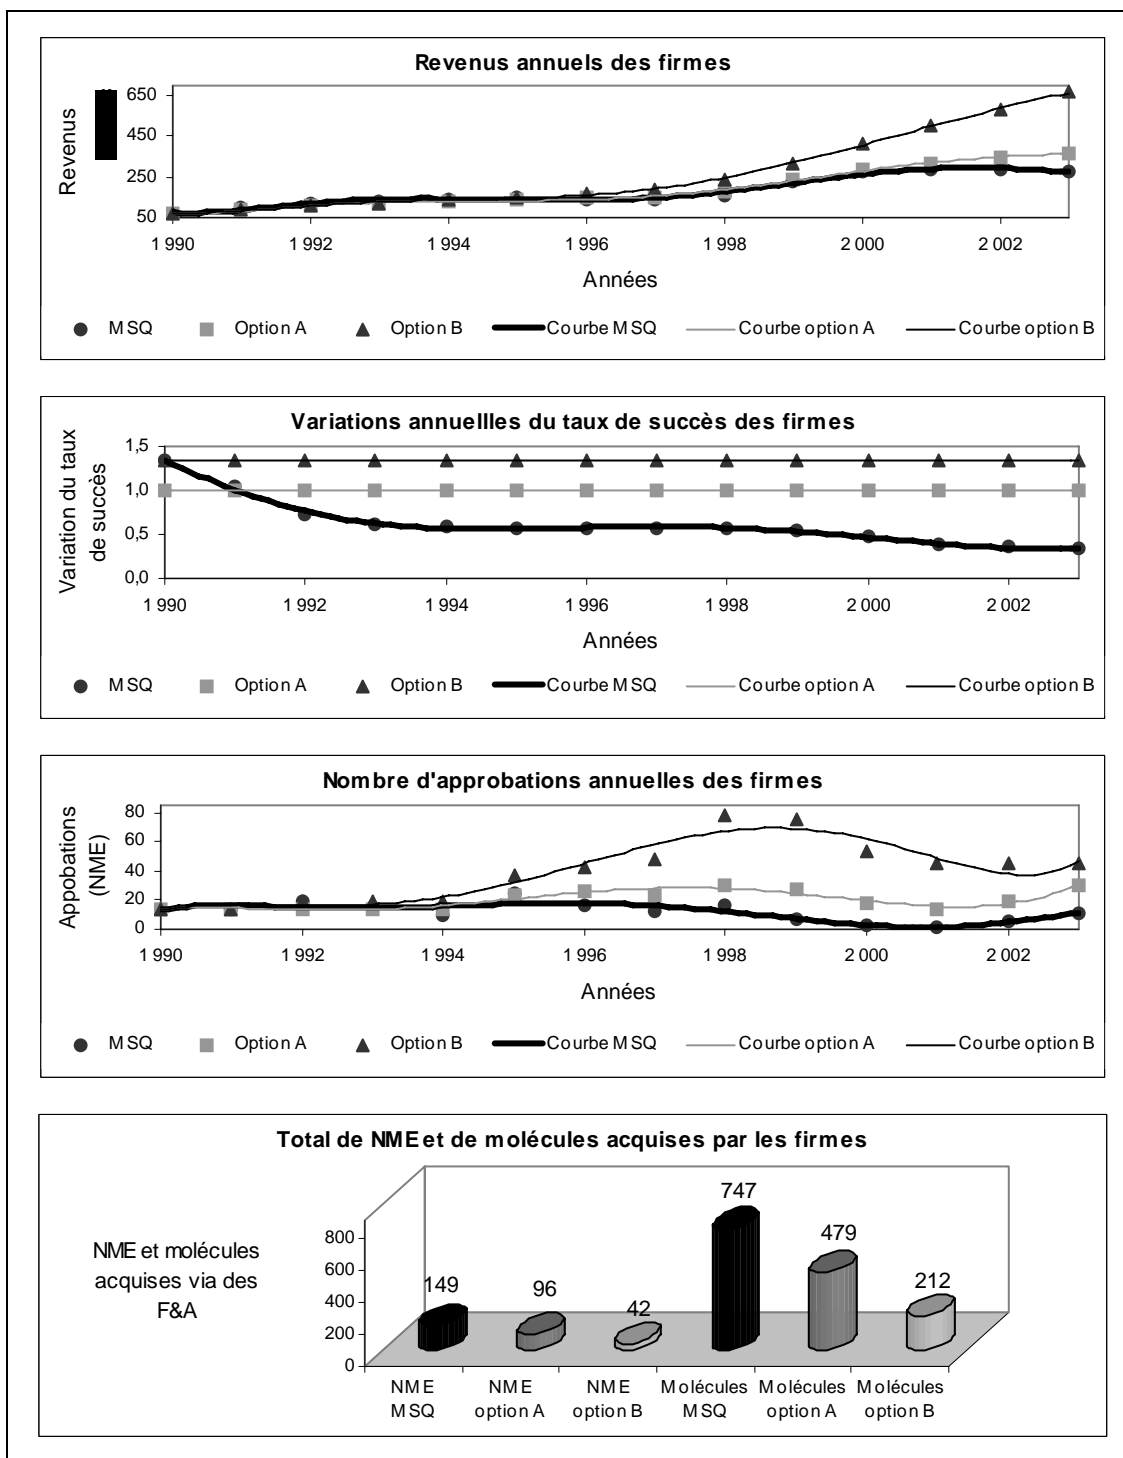 Revenus annuels des firmes
Revenus
650
450
250
50
1 990 1 992 1 994 1 996 1 998 2 000 2 002
Années
MSQ Option A Option B Courbe MSQ Courbe option A Courbe option B
Variations annuellles du taux de succès des firmes
Variation du taux
de succès
1,5
1,0
0,5
0,0
1 990 1 992 1 994 1 996 1 998 2 000 2 002
Années
MSQ Option A Option B Courbe MSQ Courbe option A Courbe option B
Nombre d'approbations annuelles des firmes
Appobations
(NME)
80
60
40
20
0
1 990 1 992 1 994 1 996 1 998 2 000 2 002
Années
MSQ Option A Option B Courbe MSQ Courbe option A Courbe option B
Total de NME et de molécules acquises par les firmes
NME et molécules
acquises via des
F&A
800
600
400
200
0
149 96 42 747 479 212
NME NME NME Molécules Molécules Molécules
MSQ option A option B MSQ option A option B